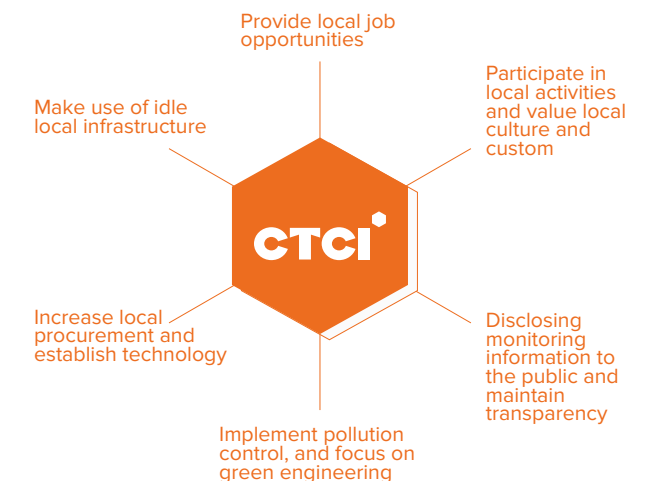 Provide local job
opportunities
Participate in
local activities
and value local
culture and
custom
Make use of idle
local infrastructure
CTCI
Increase local
procurement and
establish technology
Disclosing
monitoring
information to
the public and
maintain
transparency
Implement pollution
control, and focus on
green engineering